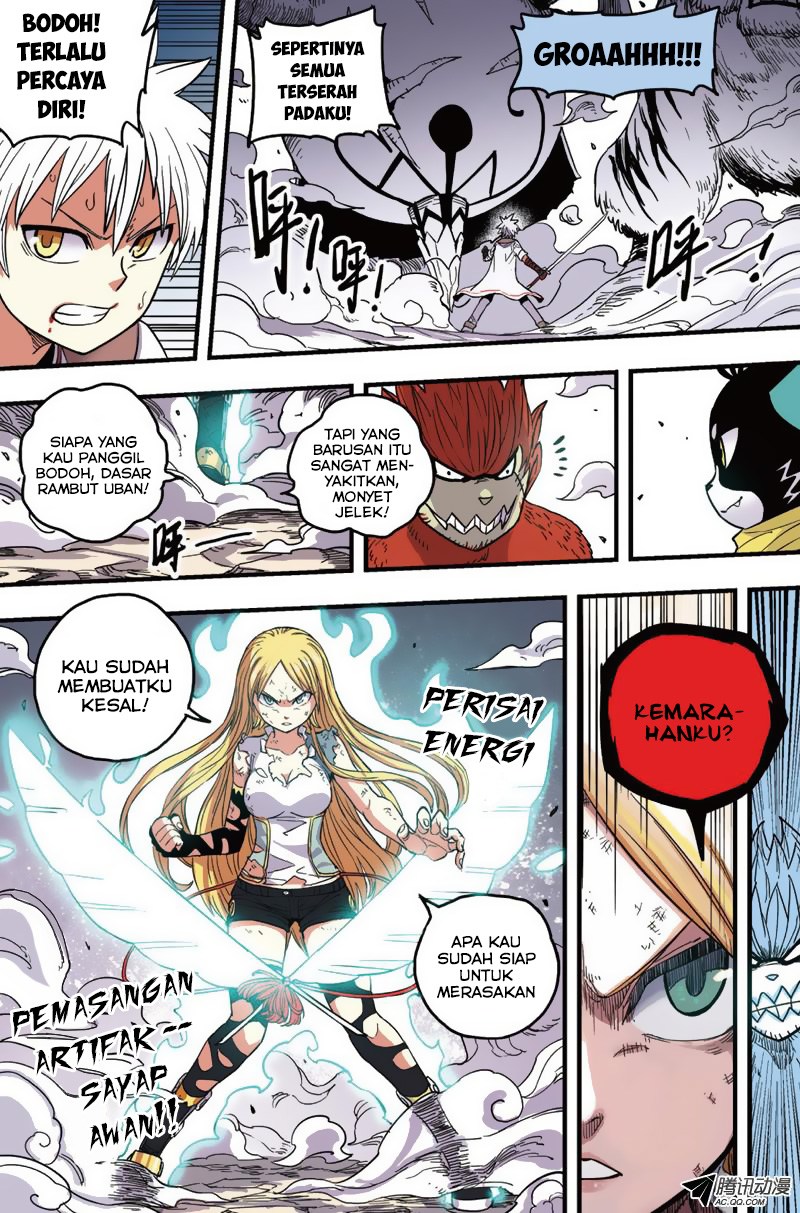 BODOH!
TERLALU
PERCAYA
DIRI!
SEPERTINYA
SEMUA
TERSERAH
PADAKU!
GROAAHHH!!!
呼!
呼!
呼一!
SIAPA YANG
KAU PANGGIL
BODOH, DASAR
RAMBUT UBAN!
呼一
TAPI YANG
BARUSAN ITU
SANGAT MEN-
YAKITKAN,
MONYET
JELEK!
KAU SUDAH
MEMBUATKU
KESAL!
PERISAI
ENERGI
PEMASANGAN
ARTIFAK--
SAYAP
AWAN!!
APA KAU
SUDAH SIAP
UNTUK
MERASAKAN
KEMARA-
HANKU?
腾讯动漫
AC.QQ.COM